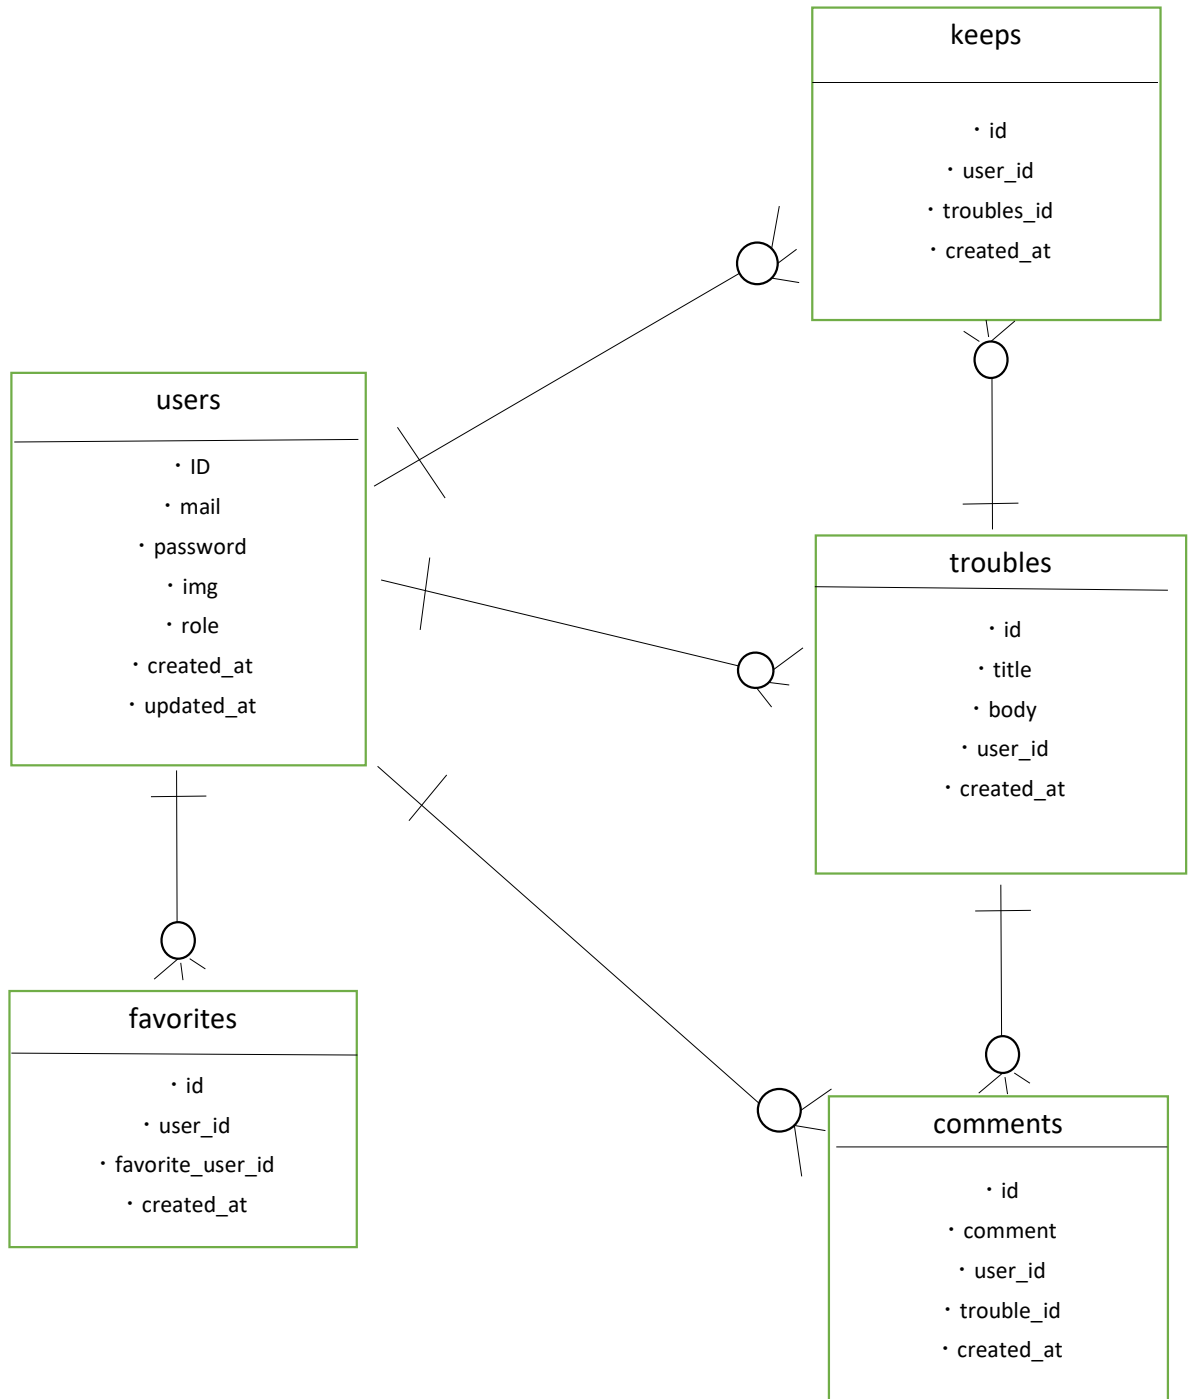 keeps
・id
・user_id
・troubles_id
・created_at
users
・ID
・mail
・password
・img
・role
・created_at
・updated_at
troubles
・id
・title
・body
・user_id
・created_at
favorites
・id
・user_id
・favorite_user_id
・created_at
comments
・id
・comment
・user_id
・trouble_id
・created_at